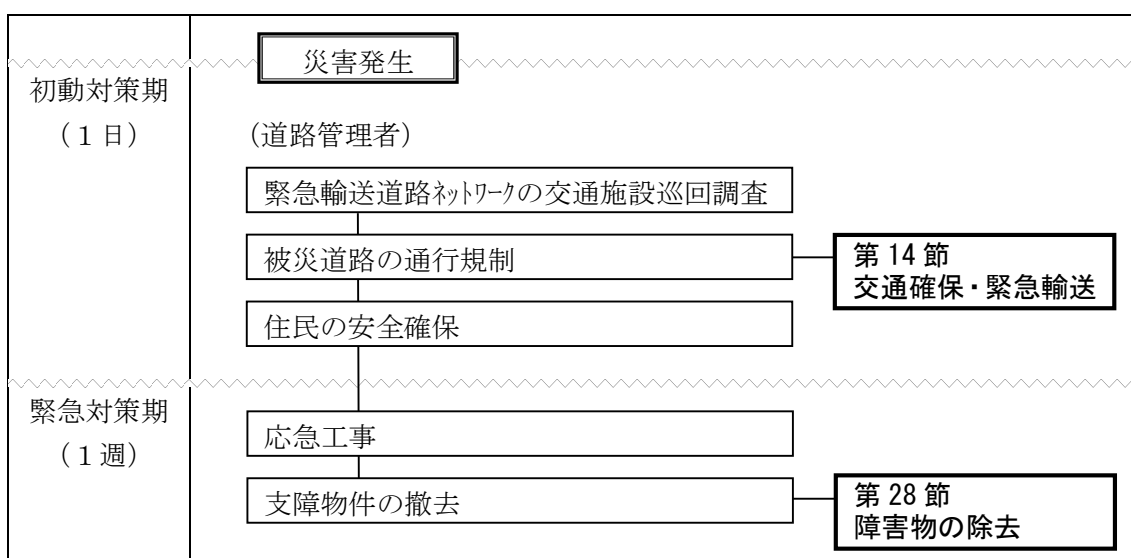 災害発生
初動対策期
（１日）
(道路管理者)
緊急輸送道路ﾈｯﾄﾜｰｸの交通施設巡回調査
被災道路の通行規制
第 14 節
交通確保・緊急輸送
住民の安全確保
緊急対策期
（１週）
応急工事
支障物件の撤去
第 28 節
障害物の除去